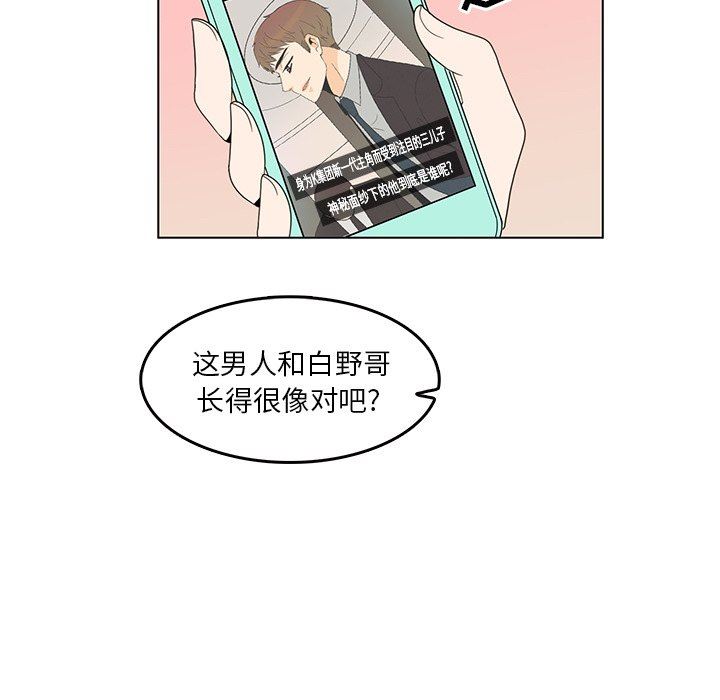 身为K集团新一代主角而受到注目的三儿子
神秘面纱下的他到底是谁呢?
这男人和白野哥
长得很像对吧?